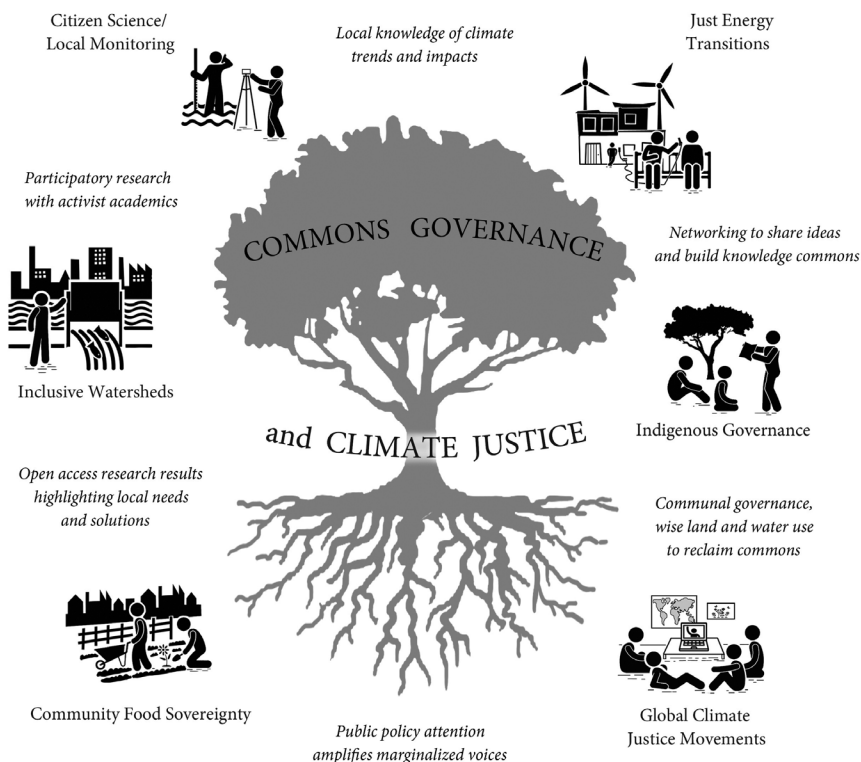 Citizen Science/
Local Monitoring
Local knowledge of climate
trends and impacts
Just Energy
Transitions
Participatory research
with activist academics
COMMONS GOVERNANCE
Networking to share ideas
and build knowledge commons
Inclusive Watersheds
Indigenous Governance
and CLIMATE JUSTICE
Open access research results
highlighting local needs
and solutions
Communal governance,
wise land and water use
to reclaim commons
Community Food Sovereignty
Global Climate
Justice Movements
Public policy attention
amplifies marginalized voices